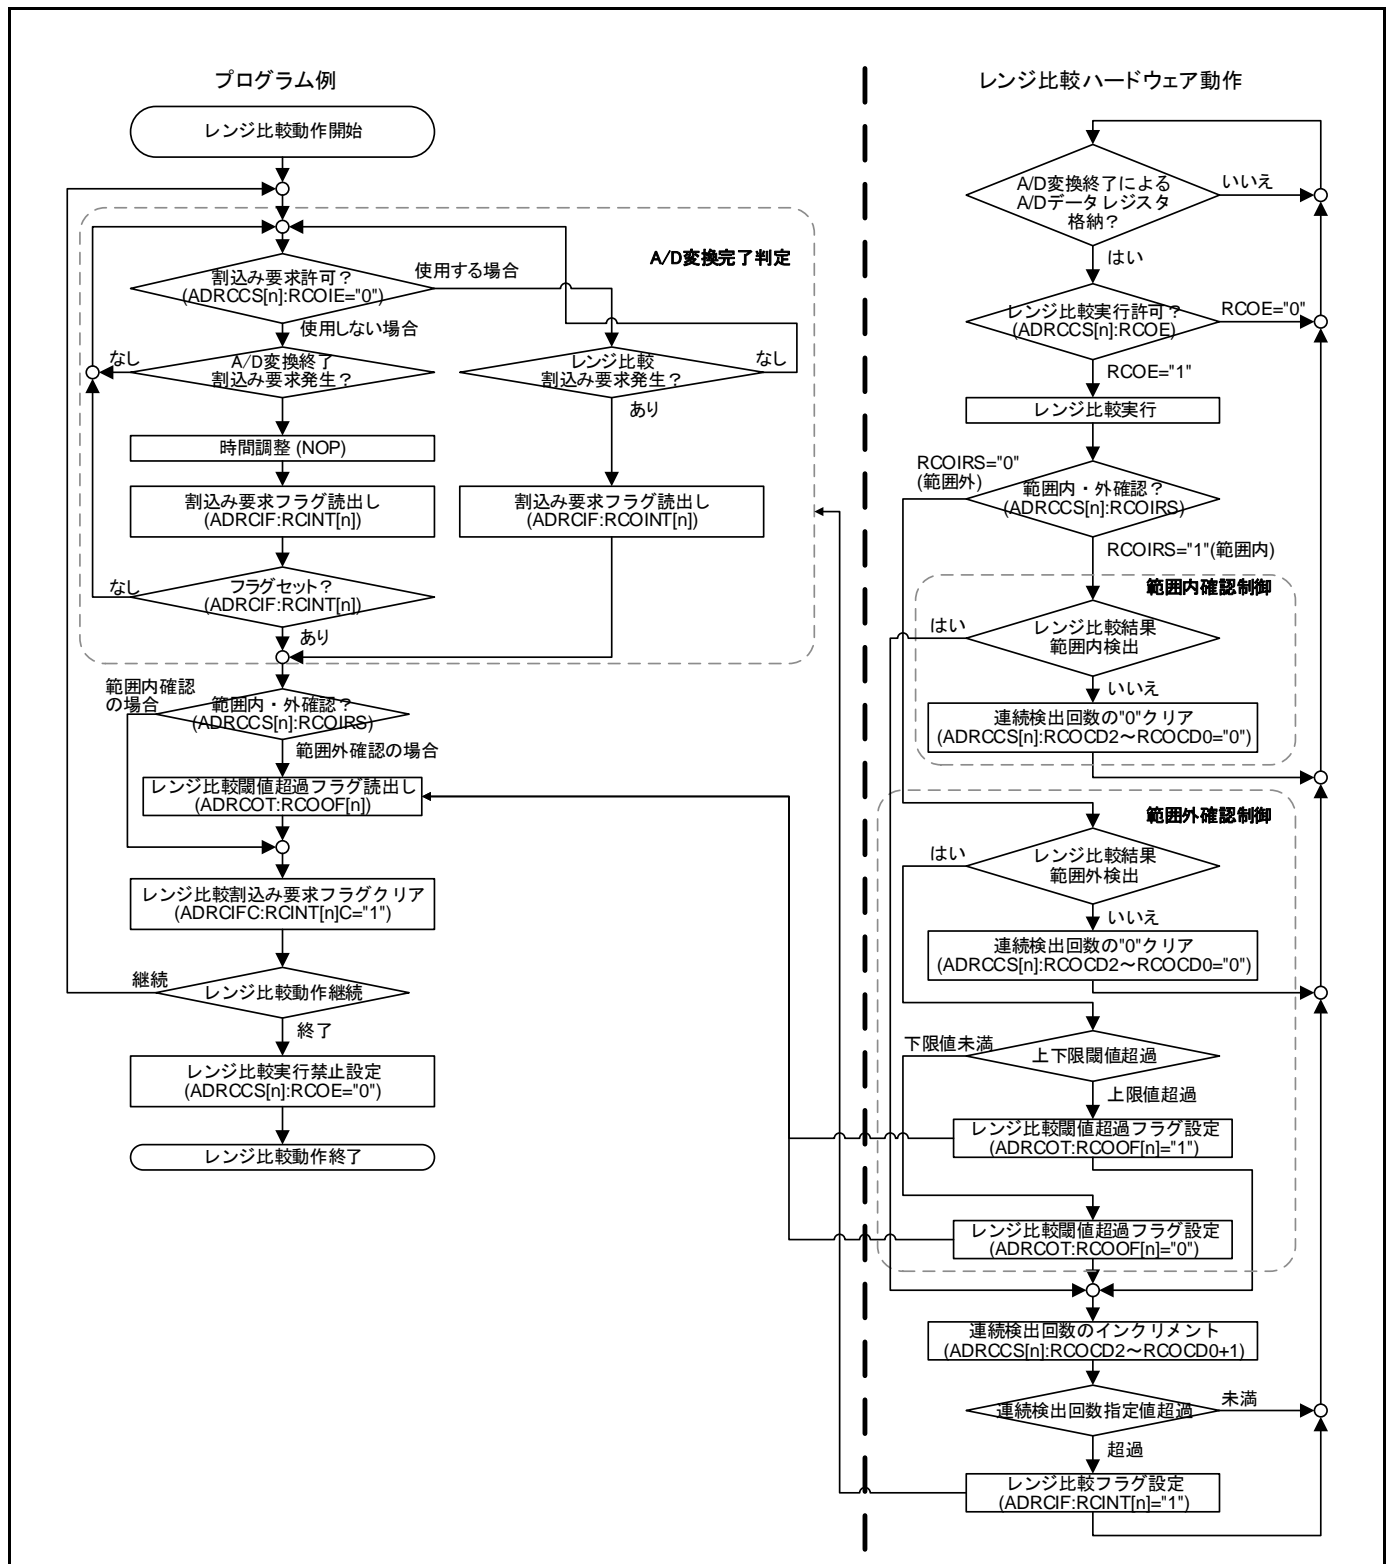 プログラム例
レンジ比較動作開始
A/D変換完了判定
割込み要求許可？
(ADRCCS[n]:RCOIE="0")
使用する場合
使用しない場合
なし
A/D変換終了
割込み要求発生？
レンジ比較
割込み要求発生？
なし
あり
時間調整 (NOP)
割込み要求フラグ読出し
(ADRCIF:RCINT[n])
割込み要求フラグ読出し
(ADRCIF:RCOINT[n])
なし
フラグセット？
(ADRCIF:RCINT[n])
あり
範囲内確認
の場合
範囲内・外確認？
(ADRCCS[n]:RCOIRS)
範囲外確認の場合
レンジ比較閾値超過フラグ読出し
(ADRCOT:RCOOF[n])
レンジ比較割込み要求フラグクリア
(ADRCIFC:RCINT[n]C="1")
継続
レンジ比較動作継続
終了
レンジ比較実行禁止設定
(ADRCCS[n]:RCOE="0")
レンジ比較動作終了
レンジ比較ハードウェア動作
A/D変換終了による
A/Dデータレジスタ
格納？
いいえ
はい
レンジ比較実行許可？
(ADRCCS[n]:RCOE)
RCOE="0"
RCOE="1"
レンジ比較実行
RCOIRS="0"
(範囲外)
範囲内・外確認？
(ADRCCS[n]:RCOIRS)
RCOIRS="1"(範囲内)
範囲内確認制御
はい
レンジ比較結果
範囲内検出
いいえ
連続検出回数の"0"クリア
(ADRCCS[n]:RCOCD2～RCOCD0="0")
範囲外確認制御
はい
レンジ比較結果
範囲外検出
いいえ
連続検出回数の"0"クリア
(ADRCCS[n]:RCOCD2～RCOCD0="0")
下限値未満
上下限閾値超過
上限値超過
レンジ比較閾値超過フラグ設定
(ADRCOT:RCOOF[n]="1")
レンジ比較閾値超過フラグ設定
(ADRCOT:RCOOF[n]="0")
連続検出回数のインクリメント
(ADRCCS[n]:RCOCD2～RCOCD0+1)
連続検出回数指定値超過
未満
超過
レンジ比較フラグ設定
(ADRCIF:RCINT[n]="1")